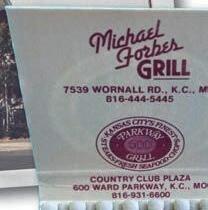 Michael
Forbes
GRILL
7539 WORNALL RD., K.C., M
816-444-5445
KANSAS CITY'S FINEST
PARKWAY
600
GRILL
STEAKS FRESH SEAFOOD CHOPS
COUNTRY CLUB PLAZA
600 WARD PARKWAY, K.C., MO
816-931-6600